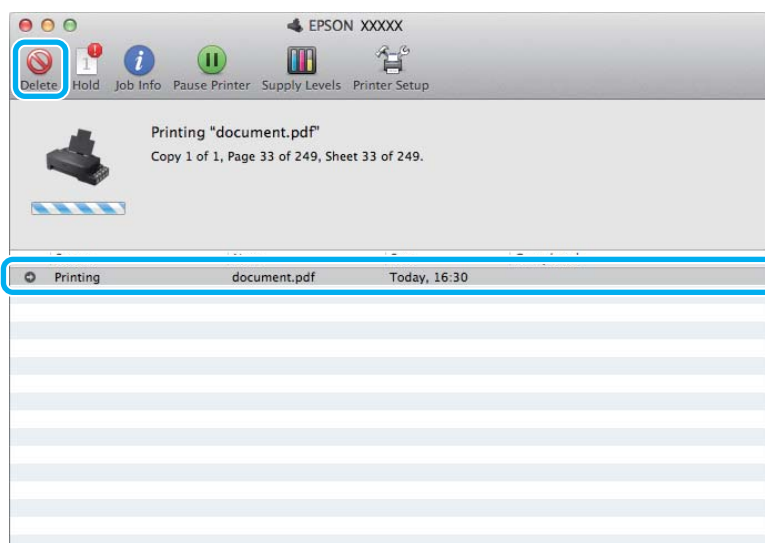 EPSON XXXXX
1
Delete Hold Job Info Pause Printer Supply Levels Printer Setup
Printing "document.pdf"
Copy 1 of 1, Page 33 of 249, Sheet 33 of 249.
Printing document.pdf Today, 16:30